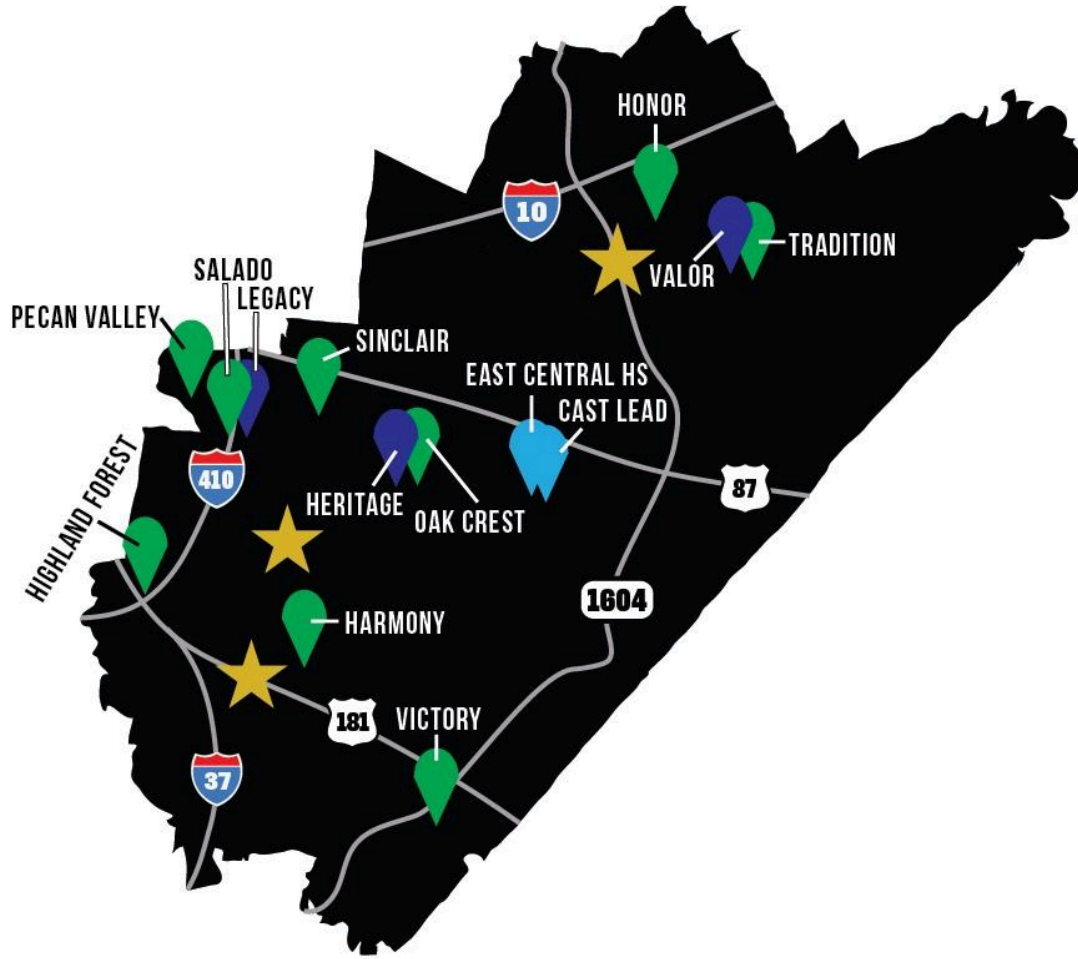 HONOR
10
VALOR
TRADITION
SALADO
LEGACY
PECAN VALLEY
SINCLAIR
EAST CENTRAL HS
CAST LEAD
410
HERITAGE
OAK CREST
87
HIGHLAND FOREST
1604
HARMONY
181
VICTORY
37